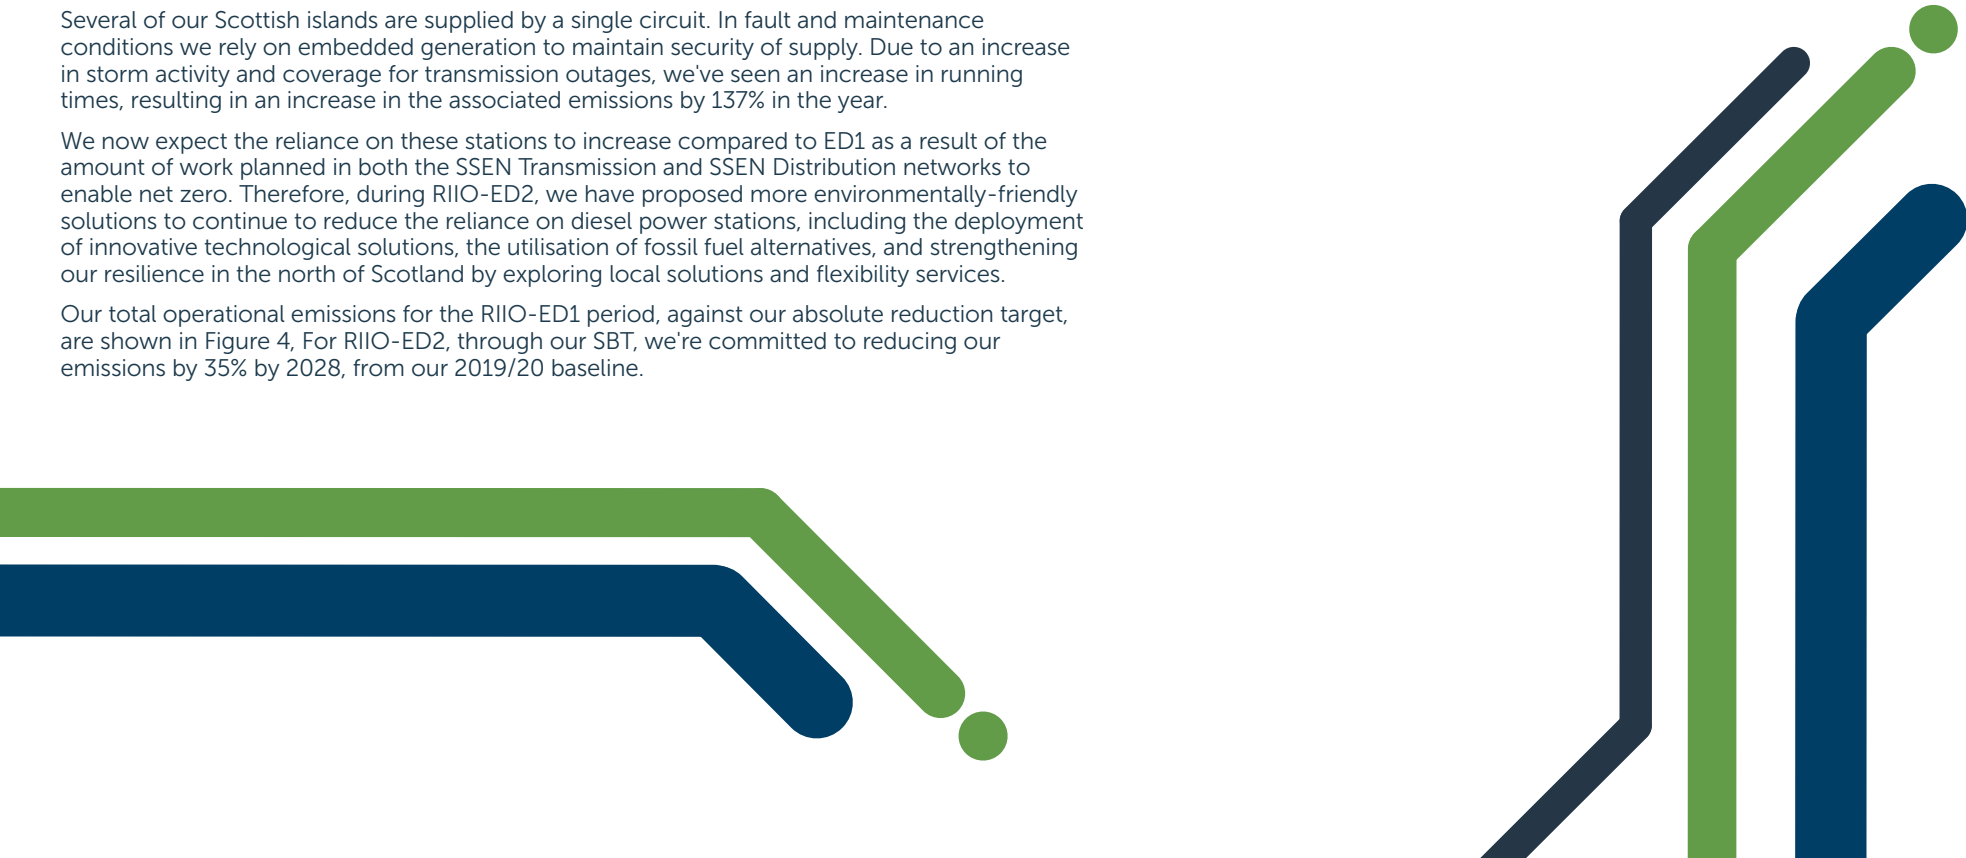 Several of our Scottish islands are supplied by a single circuit. In fault and maintenance
conditions we rely on embedded generation to maintain security of supply. Due to an increase
in storm activity and coverage for transmission outages, we've seen an increase in running
times, resulting in an increase in the associated emissions by 137% in the year.
We now expect the reliance on these stations to increase compared to ED1 as a result of the
amount of work planned in both the SSEN Transmission and SSEN Distribution networks to
enable net zero. Therefore, during RIIO-ED2, we have proposed more environmentally-friendly
solutions to continue to reduce the reliance on diesel power stations, including the deployment
of innovative technological solutions, the utilisation of fossil fuel alternatives, and strengthening
our resilience in the north of Scotland by exploring local solutions and flexibility services.
Our total operational emissions for the RIIO-ED1 period, against our absolute reduction target,
are shown in Figure 4, For RIIO-ED2, through our SBT, we're committed to reducing our
emissions by 35% by 2028, from our 2019/20 baseline.